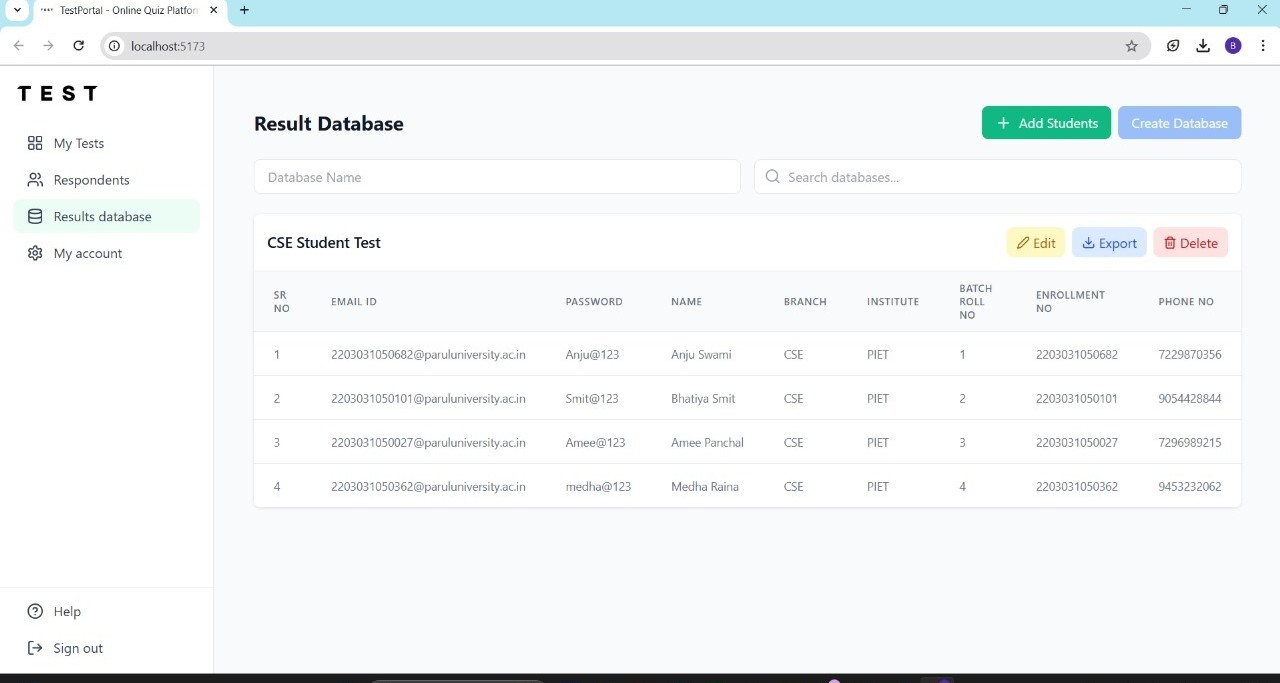 TestPortal - Online Quiz Platfor
localhost:5173
B
TEST
My Tests
Respondents
Results database
My account
Help
Sign out
Result Database
Add Students
Create Database
Database Name
Search databases...
CSE Student Test
Edit
Export
Delete
SR NO EMAIL ID PASSWORD NAME BRANCH INSTITUTE BATCH ROLL NO ENROLLMENT NO PHONE NO
1 2203031050682@paruluniversity.ac.in Anju@123 Anju Swami CSE PIET 1 2203031050682 7229870356
2 2203031050101@paruluniversity.ac.in Smit@123 Bhatiya Smit CSE PIET 2 2203031050101 9054428844
3 2203031050027@paruluniversity.ac.in Amee@123 Amee Panchal CSE PIET 3 2203031050027 7296989215
4 2203031050362@paruluniversity.ac.in medha@123 Medha Raina CSE PIET 4 2203031050362 9453232062